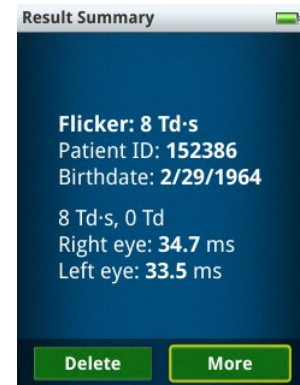 Result Summary
Flicker: 8 Td·s
Patient ID: 152386
Birthdate: 2/29/1964
8 Td·s, 0 Td
Right eye: 34.7 ms
Left eye: 33.5 ms
Delete More